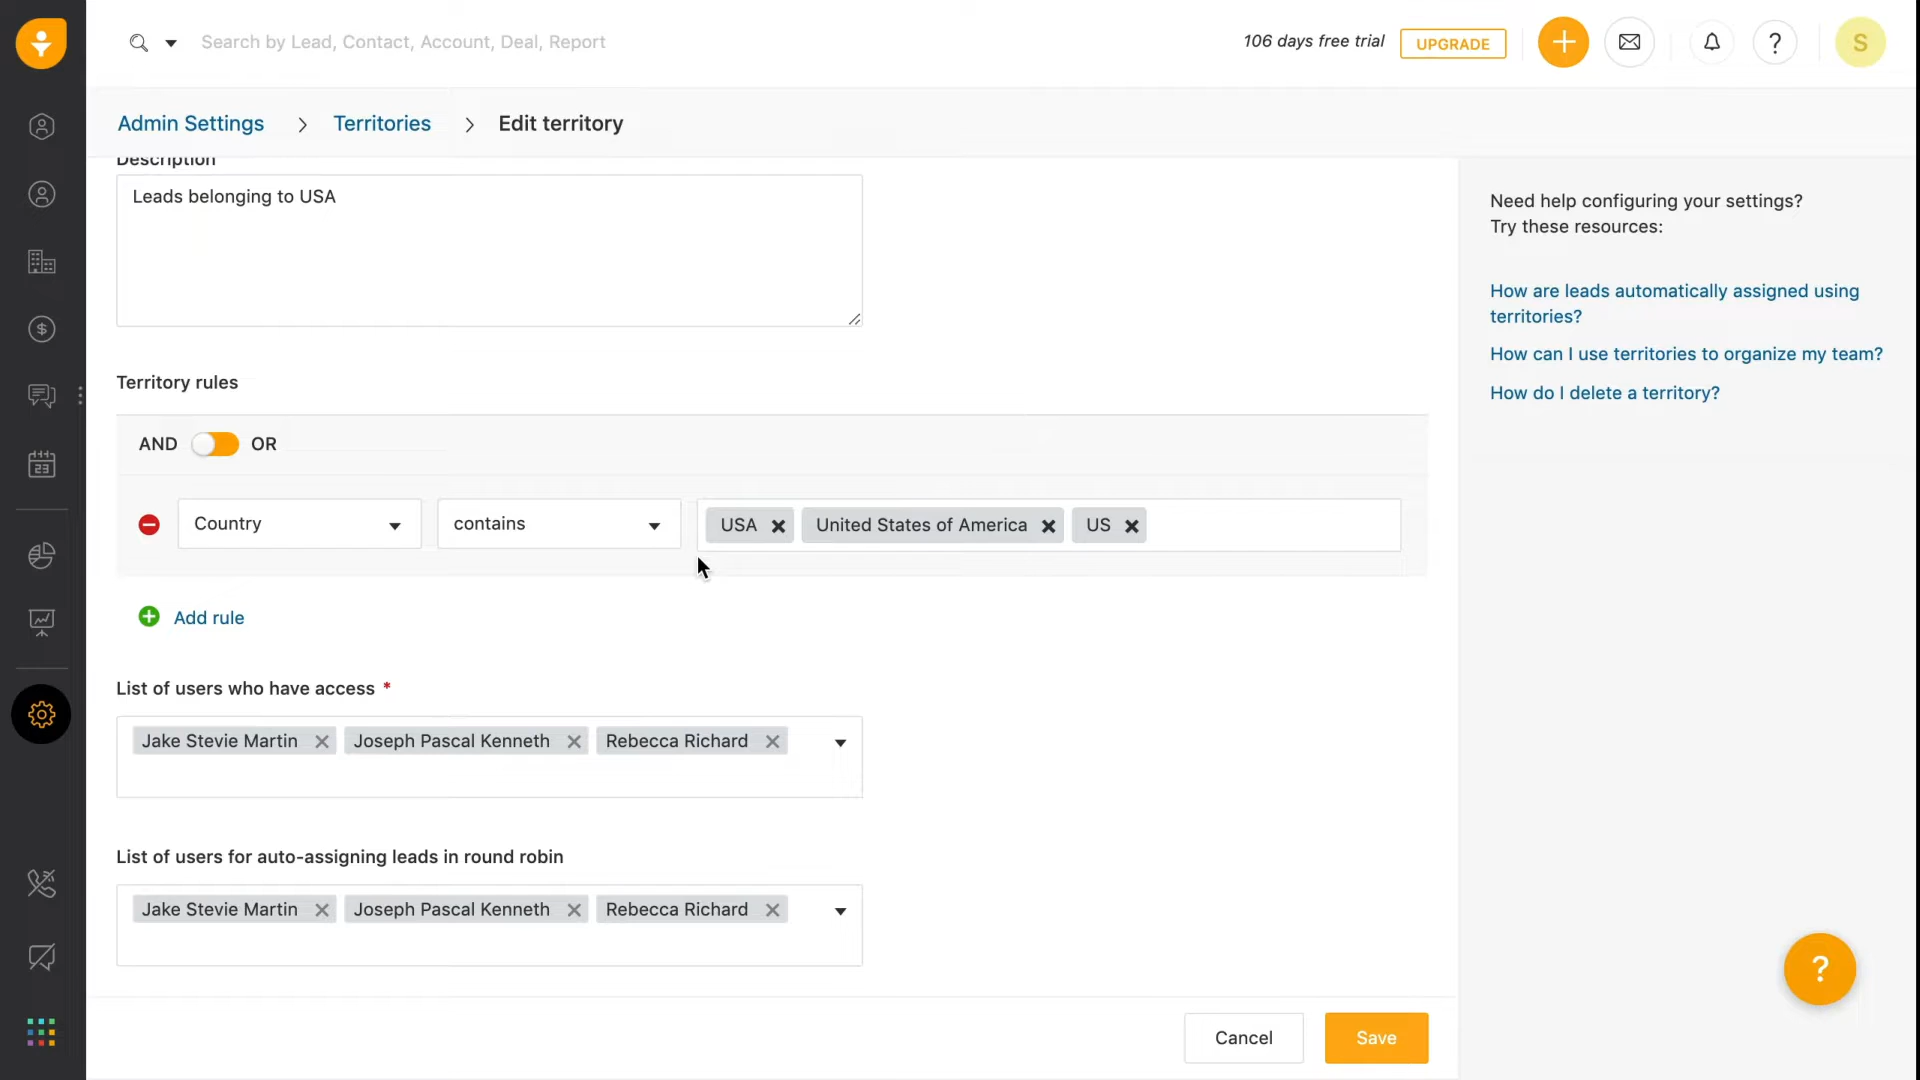 Search by Lead, Contact, Account, Deal, Report
106 days free trial
UPGRADE
?
S
Admin Settings > Territories > Edit territory
Description
Leads belonging to USA
Need help configuring your settings?
Try these resources:
How are leads automatically assigned using
territories?
How can I use territories to organize my team?
How do I delete a territory?
Territory rules
AND OR
23
Country
contains
USA
United States of America
US
Add rule
List of users who have access *
Jake Stevie Martin
Joseph Pascal Kenneth
Rebecca Richard
List of users for auto-assigning leads in round robin
Jake Stevie Martin
Joseph Pascal Kenneth
Rebecca Richard
?
Cancel
Save